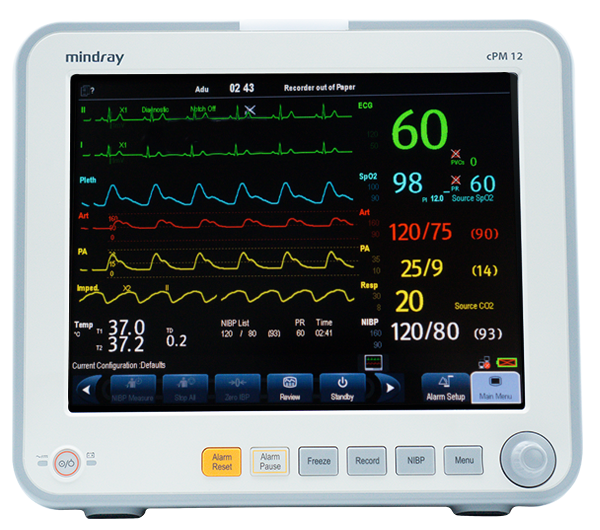 mindray
cPM 12
? Adu 02 43 Recorder out of Paper
II X1 Diagnostic Notch Off
ECG
60
I X1
PVCs 0
Pleth
SpO2
100
90
98
PI 12.0
PR 60
Source SpO2
Art
Art
120/75 (90)
PA
PA
25/9 (14)
Imped. X2 II
Resp
30
8
20
Source CO2
Temp
°C
T1 37.0
T2 37.2
TD
0.2
NIBP List PR Time
120 / 80 (93) 60 02:41
NIBP
160
90
120/80 (93)
Current Configuration :Defaults
NIBP Measure
Stop All
Zero IBP
Review
Standby
Alarm Setup
Main Menu
Alarm
Reset
Alarm
Pause
Freeze
Record
NIBP
Menu